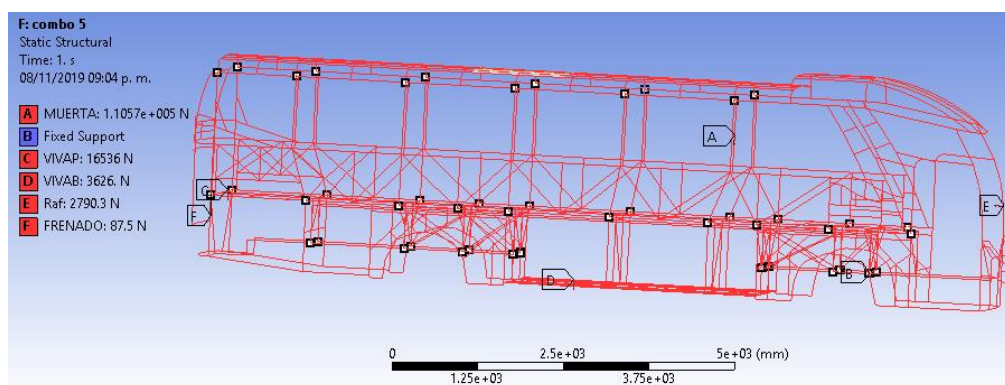 F: combo 5
Static Structural
Time: 1. s
08/11/2019 09:04 p. m.
A MUERTA: 1.1057e+005 N
B Fixed Support
C VIVAP: 16536 N
D VIVAB: 3626. N
E Raf: 2790.3 N
F FRENADO: 87.5 N
A
C
F
E
B
D
0 2.5e+03 5e+03 (mm)
1.25e+03 3.75e+03